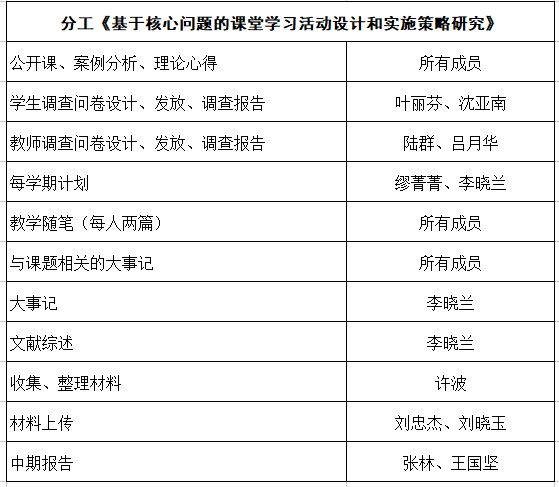 分工《基于核心问题的课堂学习活动设计和实施策略研究》
公开课、案例分析、理论心得 所有成员
学生调查问卷设计、发放、调查报告 叶丽芬、沈亚南
教师调查问卷设计、发放、调查报告 陆群、吕月华
每学期计划 缪菁菁、李晓兰
教学随笔（每人两篇） 所有成员
与课题相关的大事记 所有成员
大事记 李晓兰
文献综述 李晓兰
收集、整理材料 许波
材料上传 刘忠杰、刘晓玉
中期报告 张林、王国坚